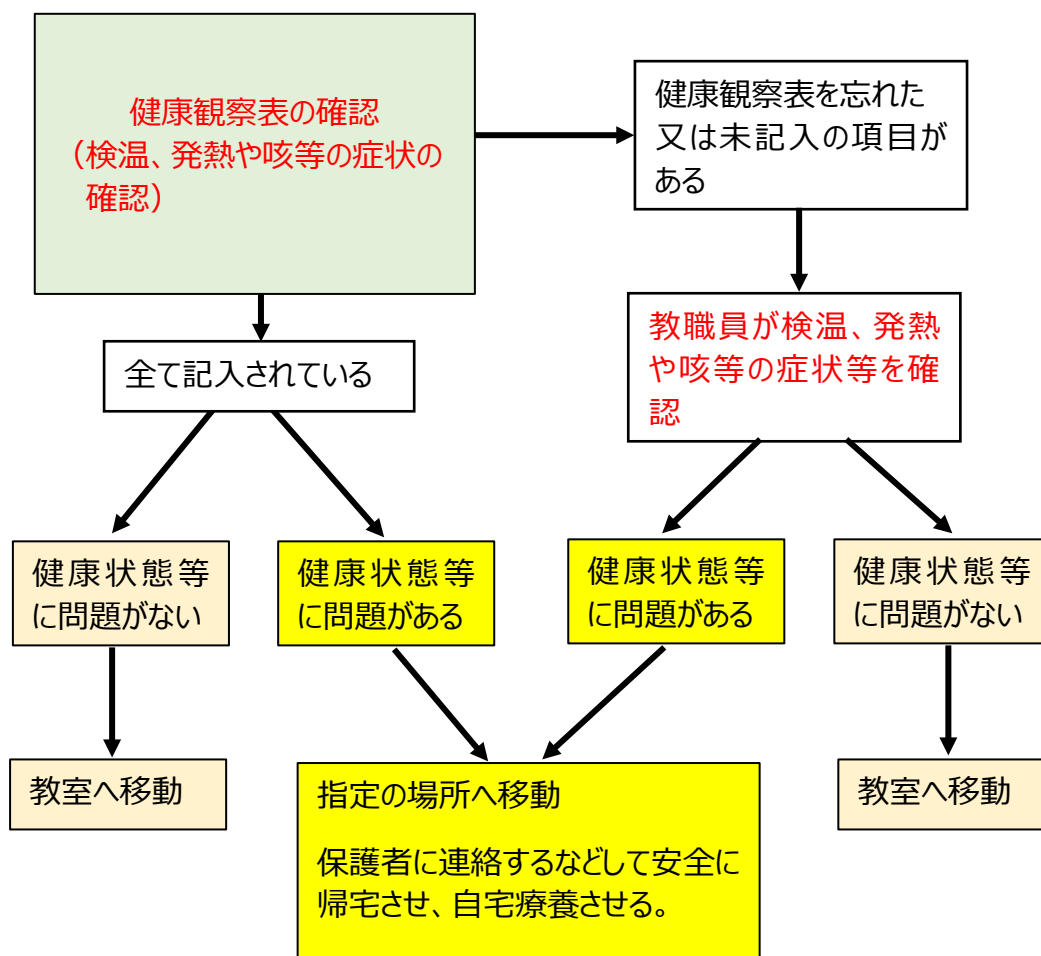 健康観察表の確認
（検温、発熱や咳等の症状の
確認）
健康観察表を忘れた
又は未記入の項目が
ある
全て記入されている
教職員が検温、発熱
や咳等の症状等を確
認
健康状態等
に問題がない
健康状態等
に問題がある
健康状態等
に問題がある
健康状態等
に問題がない
教室へ移動
指定の場所へ移動
保護者に連絡するなどして安全に
帰宅させ、自宅療養させる。
教室へ移動